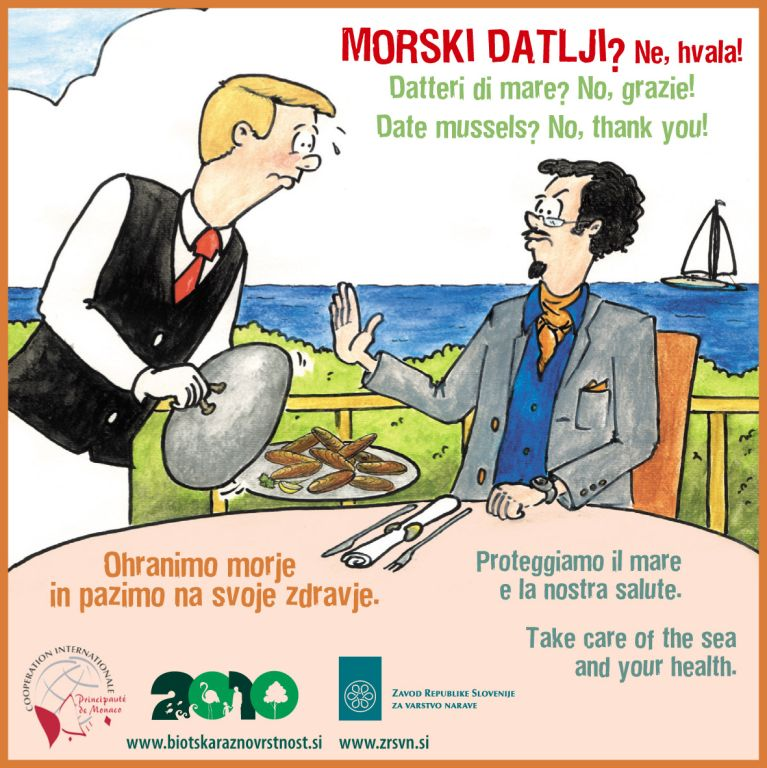 MORSKI DATLJI? Ne, hvala!
Datteri di mare? No, grazie!
Date mussels? No, thank you!
Ohranimo morje
in pazimo na svoje zdravje.
Proteggiamo il mare
e la nostra salute.
Take care of the sea
and your health.
COOPERATION INTERNATIONALE
Principauté
de Monaco
2010
www.biotskaraznovrstnost.si
ZAVOD REPUBLIKE SLOVENIJE
ZA VARSTVO NARAVE
www.zrsvn.si